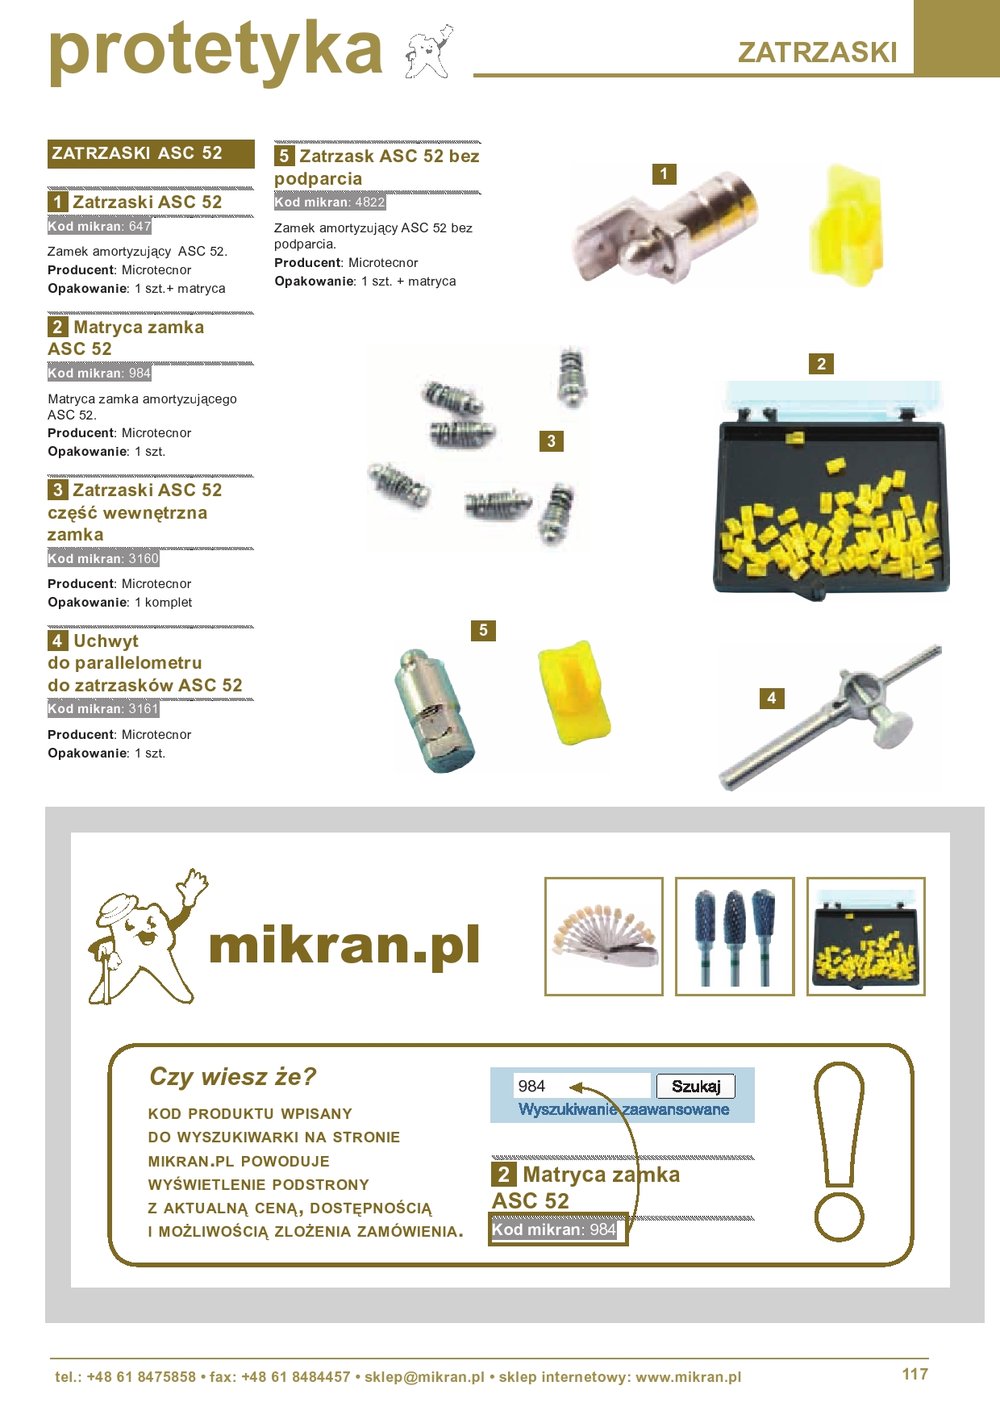 protetyka
ZATRZASKI
ZATRZASKI ASC 52
1 Zatrzaski ASC 52
Kod mikran: 647
Zamek amortyzujący ASC 52.
Producent: Microtecnor
Opakowanie: 1 szt.+ matryca
2 Matryca zamka
ASC 52
Kod mikran: 984
Matryca zamka amortyzującego
ASC 52.
Producent: Microtecnor
Opakowanie: 1 szt.
3 Zatrzaski ASC 52
część wewnętrzna
zamka
Kod mikran: 3160
Producent: Microtecnor
Opakowanie: 1 komplet
4 Uchwyt
do parallelometru
do zatrzasków ASC 52
Kod mikran: 3161
Producent: Microtecnor
Opakowanie: 1 szt.
5 Zatrzask ASC 52 bez
podparcia
Kod mikran: 4822
Zamek amortyzujący ASC 52 bez
podparcia.
Producent: Microtecnor
Opakowanie: 1 szt. + matryca
1
2
3
5
4
mikran.pl
Czy wiesz że?
KOD PRODUKTU WPISANY
DO WYSZUKIWARKI NA STRONIE
MIKRAN.PL POWODUJE
WYŚWIETLENIE PODSTRONY
Z AKTUALNĄ CENĄ, DOSTĘPNOŚCIĄ
I MOŻLIWOŚCIĄ ZLOŻENIA ZAMÓWIENIA.
984 Szukaj
Wyszukiwanie zaawansowane
2 Matryca zamka
ASC 52
Kod mikran: 984
tel.: +48 61 8475858 • fax: +48 61 8484457 • sklep@mikran.pl • sklep internetowy: www.mikran.pl
117